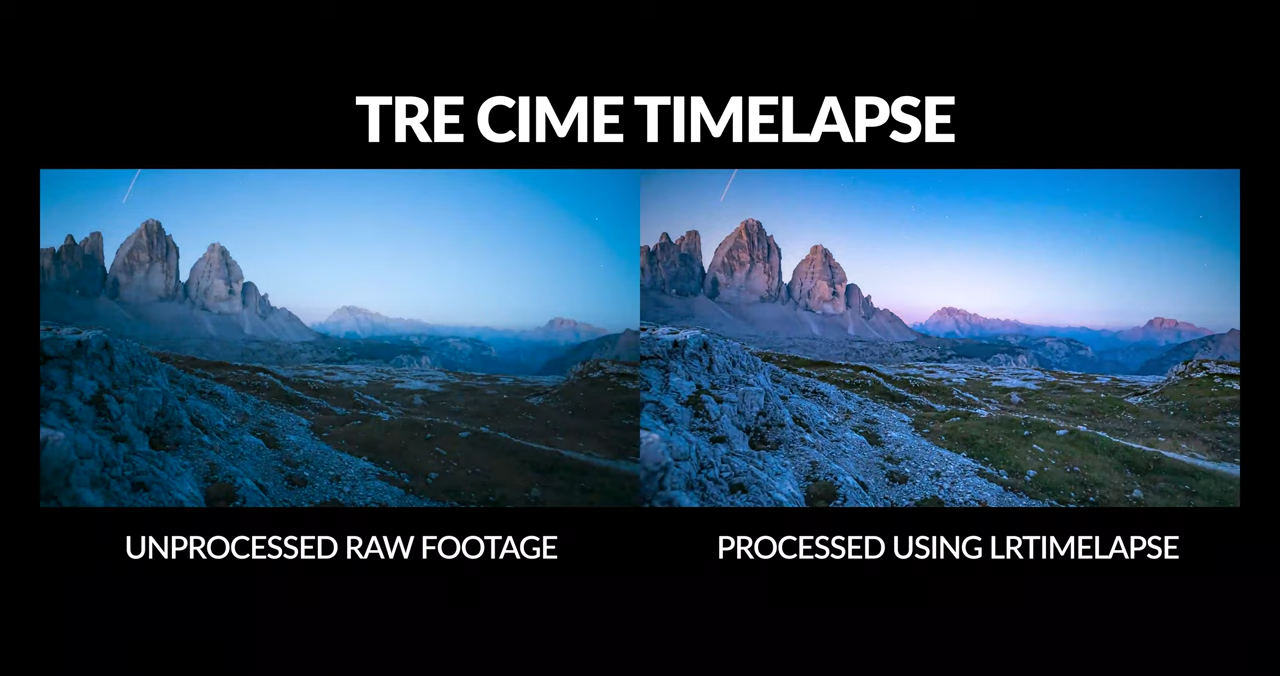 TRE CIME TIMELAPSE
UNPROCESSED RAW FOOTAGE
PROCESSED USING LRTIMELAPSE